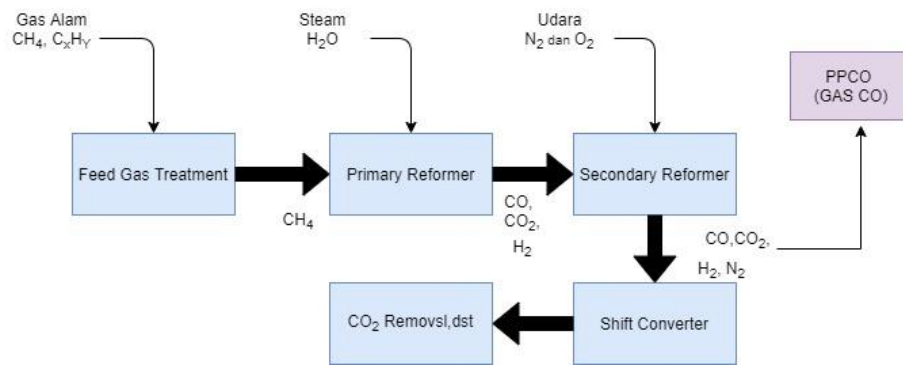 Gas Alam
CH₄, CₓHᵧ
Steam
H₂O
Udara
N₂ dan O₂
PPCO
(GAS CO)
Feed Gas Treatment
Primary Reformer
Secondary Reformer
CH₄
CO,
CO₂,
H₂
CO,CO₂,
H₂, N₂
CO₂ Removsl,dst
Shift Converter